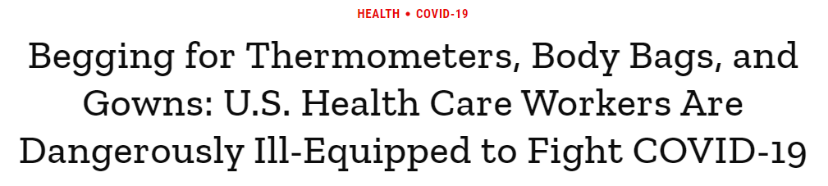 HEALTH • COVID-19
Begging for Thermometers, Body Bags, and
Gowns: U.S. Health Care Workers Are
Dangerously Ill-Equipped to Fight COVID-19